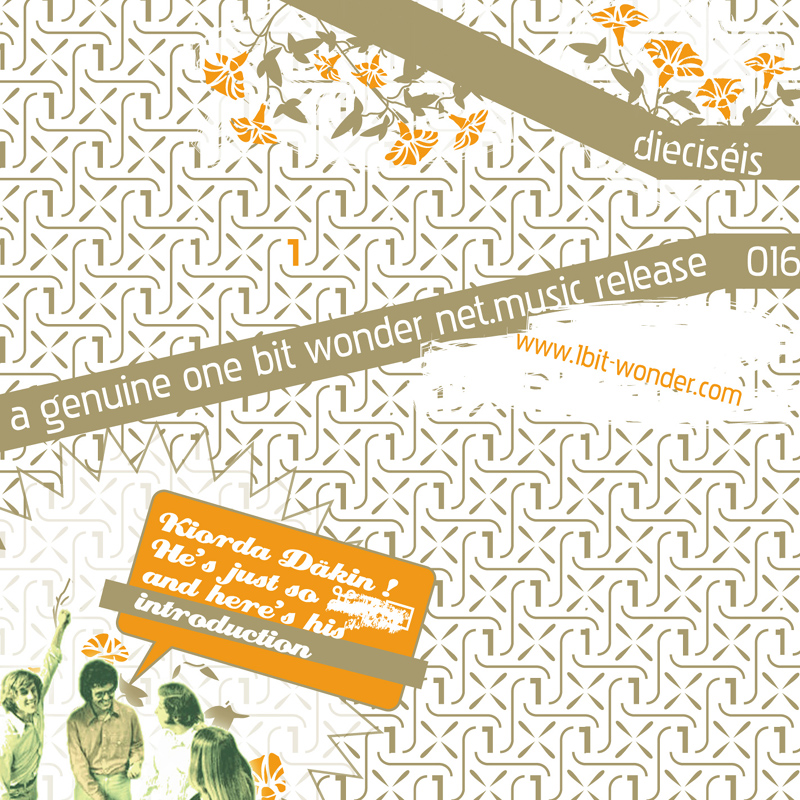 dieciséis
016
1
a genuine one bit wonder net.music release
www.1bit-wonder.com
Kiorda Däkin !
He's just so
and here's his
introduction